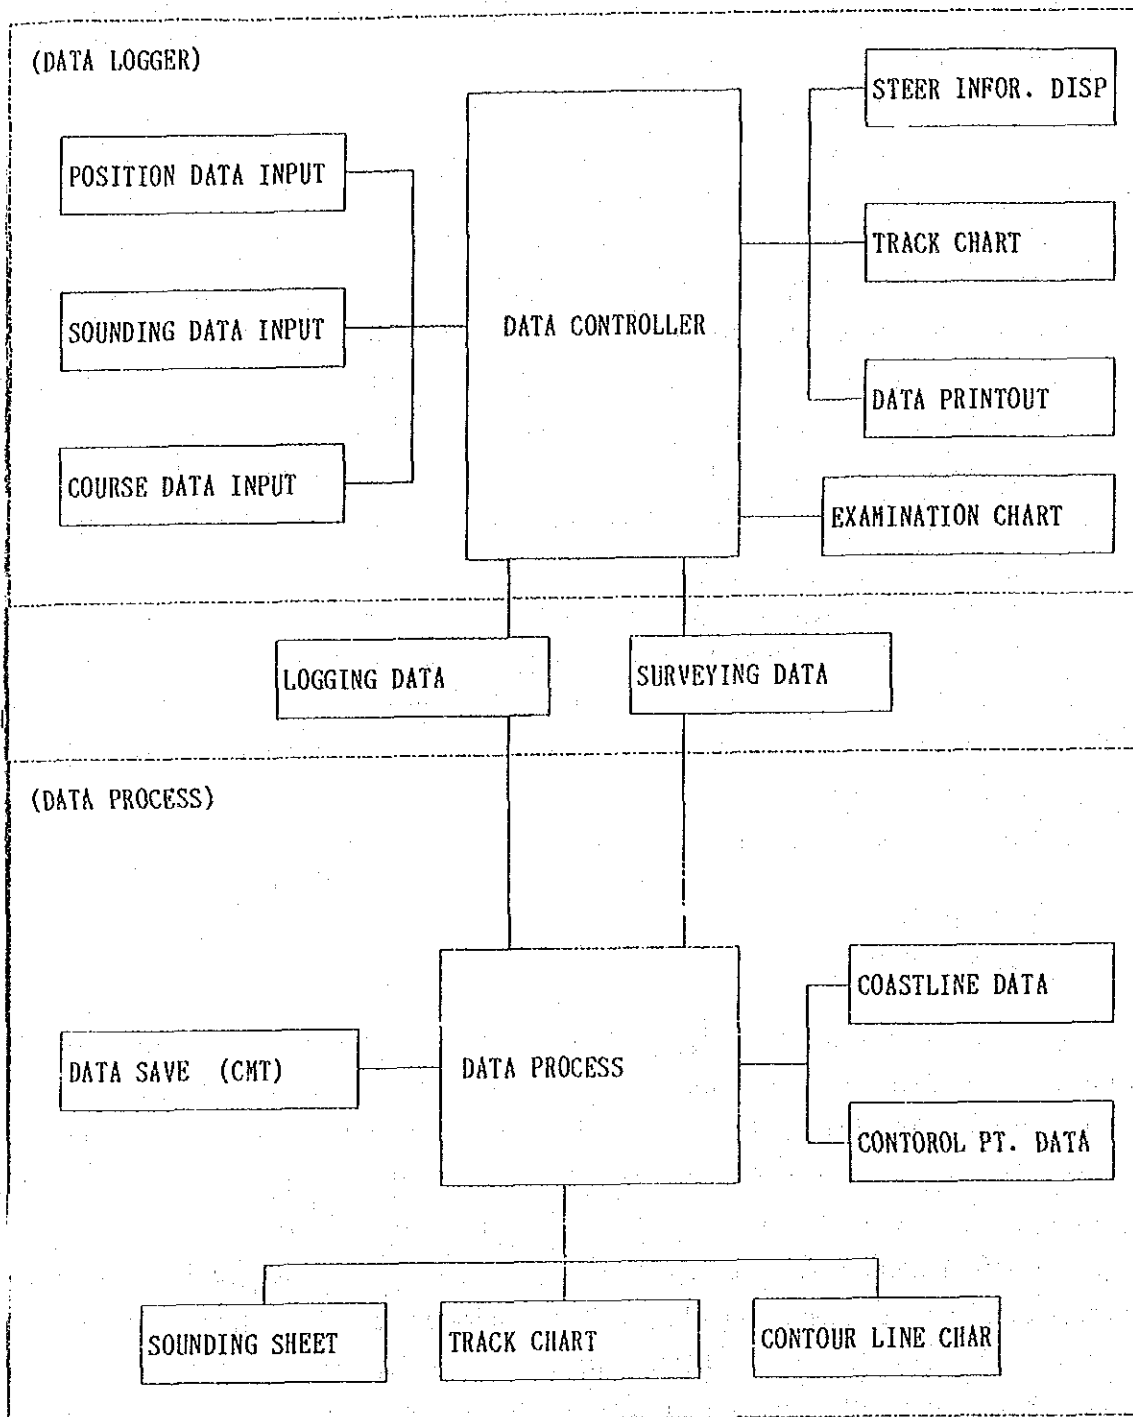 (DATA LOGGER)
STEER INFOR. DISP
POSITION DATA INPUT
TRACK CHART
SOUNDING DATA INPUT
DATA CONTROLLER
DATA PRINTOUT
COURSE DATA INPUT
EXAMINATION CHART
LOGGING DATA
SURVEYING DATA
(DATA PROCESS)
COASTLINE DATA
DATA SAVE (CMT)
DATA PROCESS
CONTOROL PT. DATA
SOUNDING SHEET
TRACK CHART
CONTOUR LINE CHAR